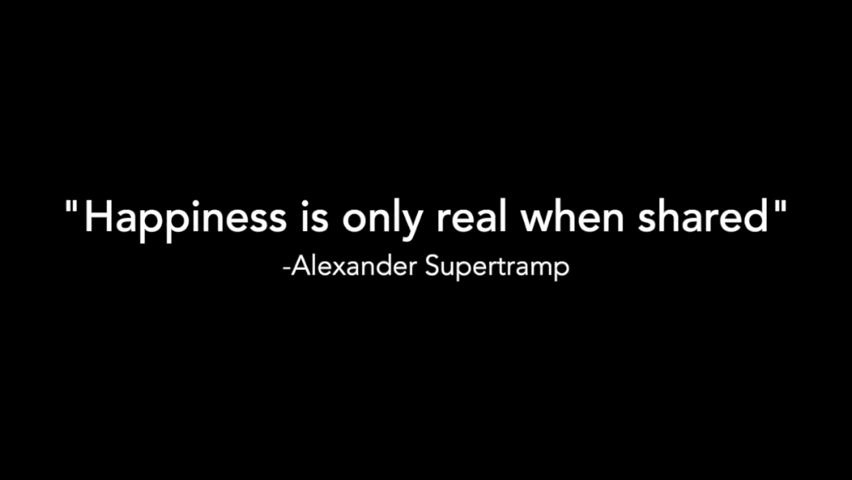 "Happiness is only real when shared"
-Alexander Supertramp